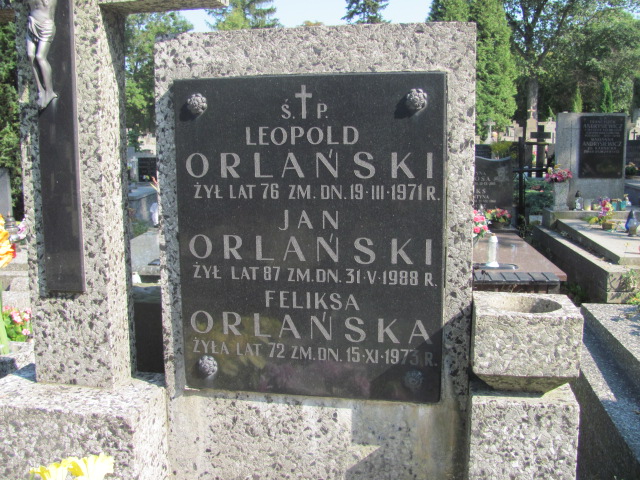 Ś.†P.
LEOPOLD
ORLAŃSKI
ŻYŁ LAT 76 ZM. DN. 19·III·1971 R.
JAN
ORLAŃSKI
ŻYŁ LAT 87 ZM. DN. 31·V·1988 R.
FELIKSA
ORLAŃSKA
ŻYŁA LAT 72 ZM. DN. 15·XI·1973 R.